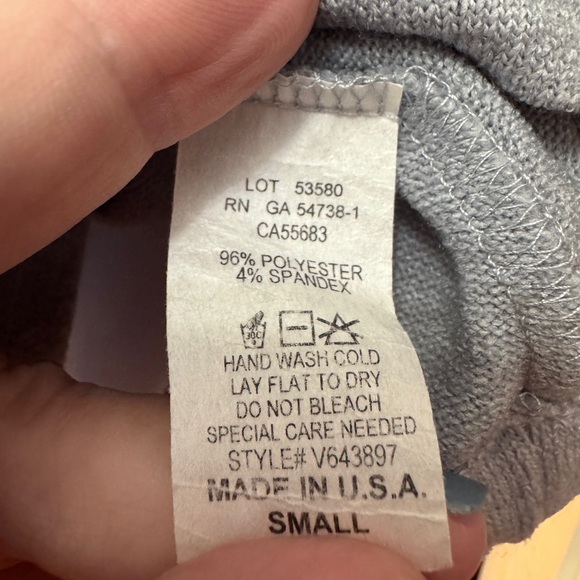 LOT 53580
RN GA 54738-1
CA55683
96% POLYESTER
4% SPANDEX
30C
HAND WASH COLD
LAY FLAT TO DRY
DO NOT BLEACH
SPECIAL CARE NEEDED
STYLE# V643897
MADE IN U.S.A.
SMALL